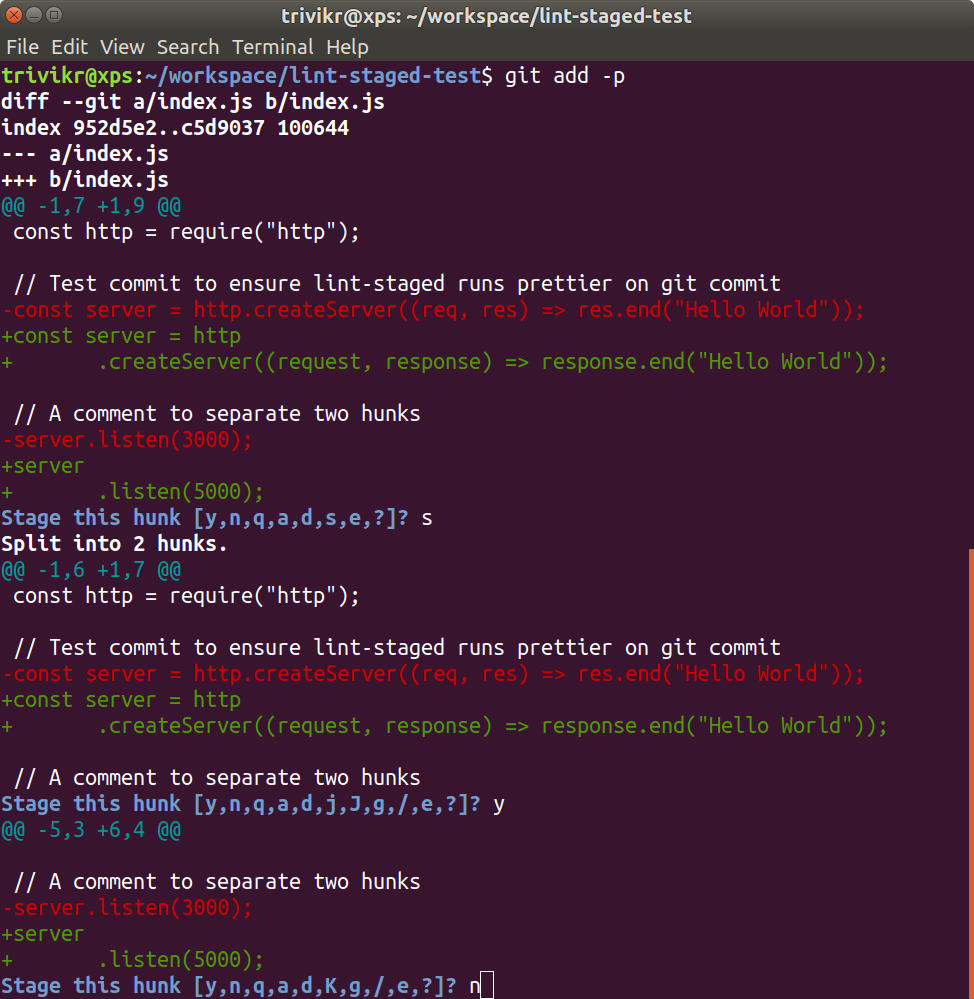 trivikr@xps: ~/workspace/lint-staged-test
File Edit View Search Terminal Help
trivikr@xps:~/workspace/lint-staged-test$ git add -p
diff --git a/index.js b/index.js
index 952d5e2..c5d9037 100644
--- a/index.js
+++ b/index.js
@@ -1,7 +1,9 @@
 const http = require("http");

 // Test commit to ensure lint-staged runs prettier on git commit
-const server = http.createServer((req, res) => res.end("Hello World"));
+const server = http
+       .createServer((request, response) => response.end("Hello World"));

 // A comment to separate two hunks
-server.listen(3000);
+server
+       .listen(5000);
Stage this hunk [y,n,q,a,d,s,e,?]? s
Split into 2 hunks.
@@ -1,6 +1,7 @@
 const http = require("http");

 // Test commit to ensure lint-staged runs prettier on git commit
-const server = http.createServer((req, res) => res.end("Hello World"));
+const server = http
+       .createServer((request, response) => response.end("Hello World"));

 // A comment to separate two hunks
Stage this hunk [y,n,q,a,d,j,J,g,/,e,?]? y
@@ -5,3 +6,4 @@

 // A comment to separate two hunks
-server.listen(3000);
+server
+       .listen(5000);
Stage this hunk [y,n,q,a,d,K,g,/,e,?]? n